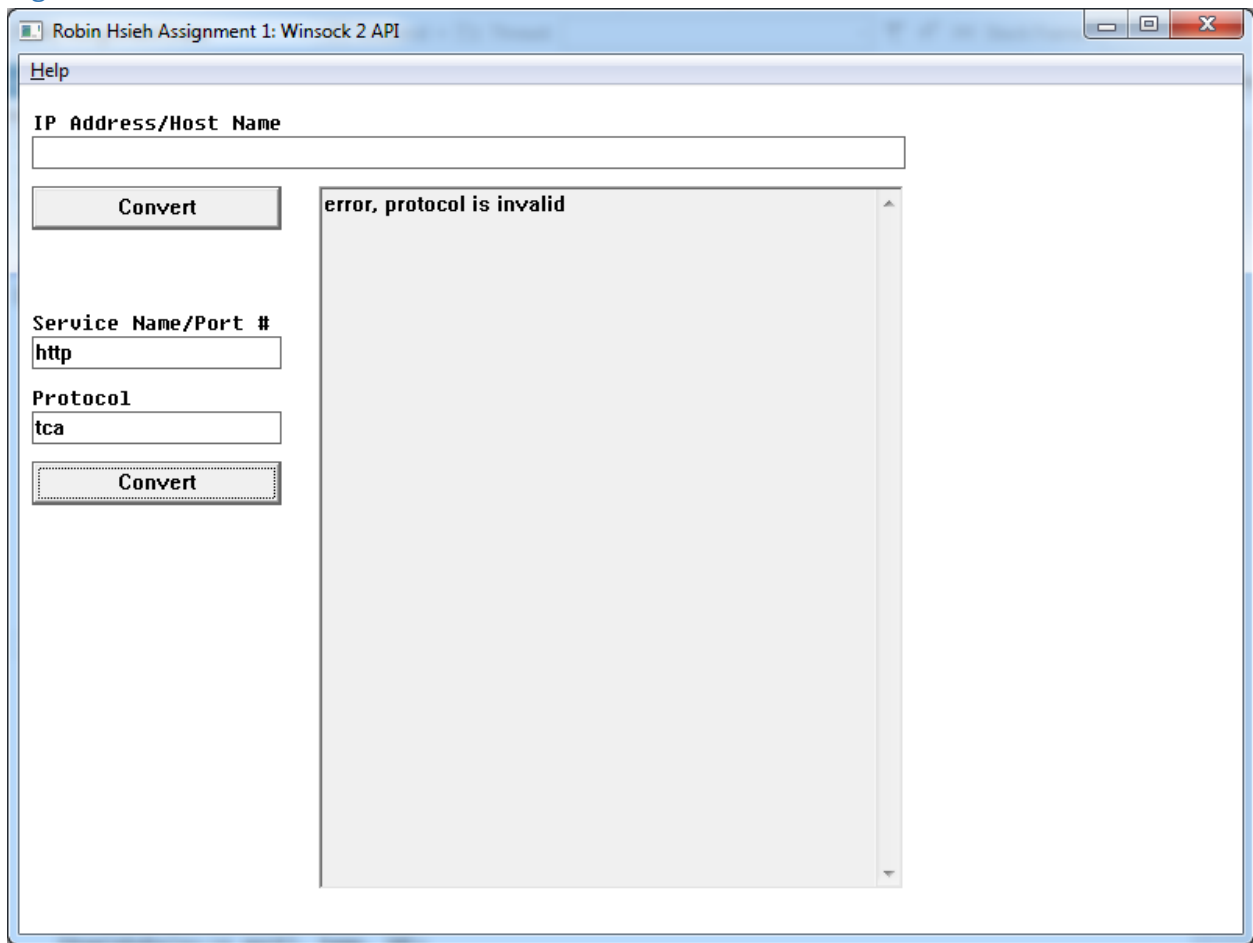 Robin Hsieh Assignment 1: Winsock 2 API
Help
IP Address/Host Name
Convert
error, protocol is invalid
Service Name/Port #
http
Protocol
tca
Convert